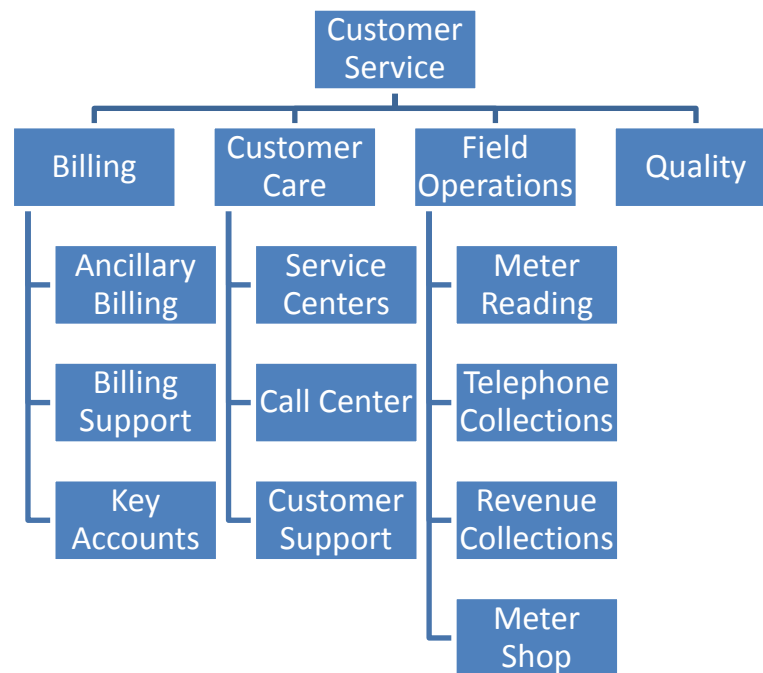 Customer
Service
Billing
Customer
Care
Field
Operations
Quality
Ancillary
Billing
Service
Centers
Meter
Reading
Billing
Support
Call Center
Telephone
Collections
Key
Accounts
Customer
Support
Revenue
Collections
Meter
Shop